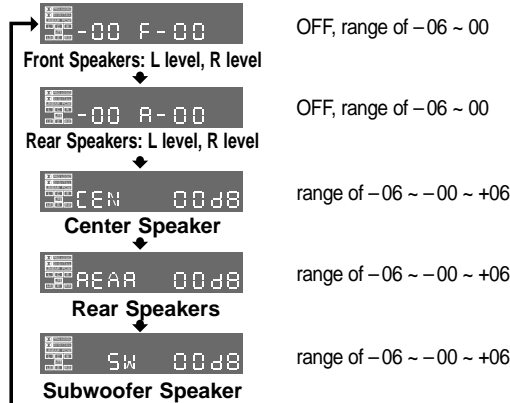 -00 F-00
OFF, range of –06 ~ 00
Front Speakers: L level, R level
-00 R-00
OFF, range of –06 ~ 00
Rear Speakers: L level, R level
CEN 00dB
range of –06 ~ –00 ~ +06
Center Speaker
REAR 00dB
range of –06 ~ –00 ~ +06
Rear Speakers
SW 00dB
range of –06 ~ –00 ~ +06
Subwoofer Speaker